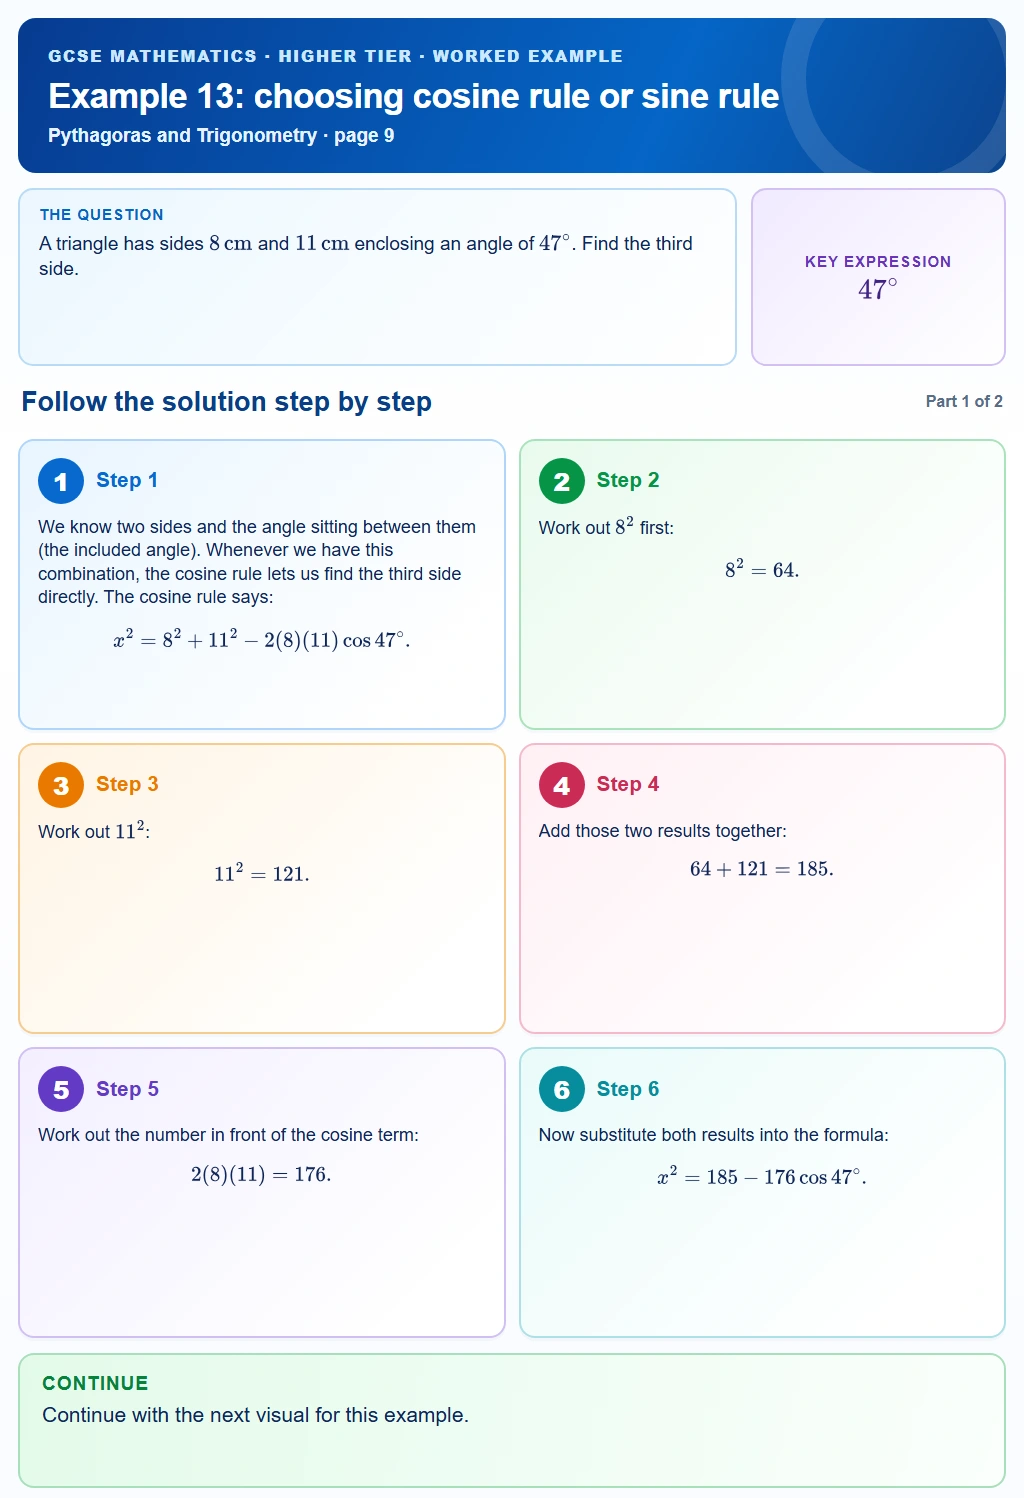 GCSE MATHEMATICS · HIGHER TIER · WORKED EXAMPLE
Example 13: choosing cosine rule or sine rule
Pythagoras and Trigonometry · page 9
THE QUESTION
A triangle has sides 8 cm and 11 cm enclosing an angle of 47°. Find the third
side.
KEY EXPRESSION
47°
Follow the solution step by step
Part 1 of 2
1 Step 1
We know two sides and the angle sitting between them
(the included angle). Whenever we have this
combination, the cosine rule lets us find the third side
directly. The cosine rule says:
x² = 8² + 11² − 2(8)(11) cos 47°.
2 Step 2
Work out 8² first:
8² = 64.
3 Step 3
Work out 11²:
11² = 121.
4 Step 4
Add those two results together:
64 + 121 = 185.
5 Step 5
Work out the number in front of the cosine term:
2(8)(11) = 176.
6 Step 6
Now substitute both results into the formula:
x² = 185 − 176 cos 47°.
CONTINUE
Continue with the next visual for this example.